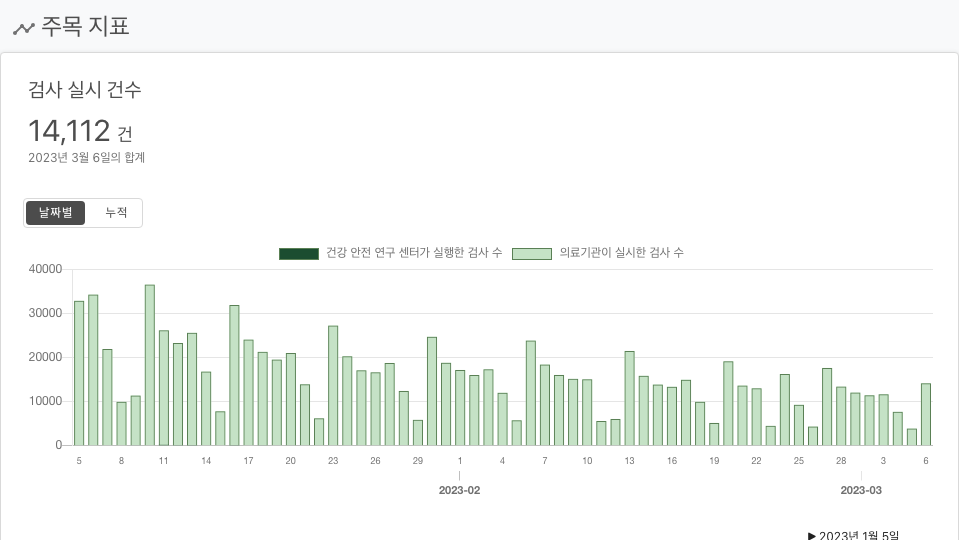 주목 지표
검사 실시 건수
14,112 건
2023년 3월 6일의 합계
날짜별 누적
건강 안전 연구 센터가 실행한 검사 수 의료기관이 실시한 검사 수
40000
30000
20000
10000
0
5 8 11 14 17 20 23 26 29 1 4 7 10 13 16 19 22 25 28 3 6
2023-02 2023-03
▶ 2023년 1월 5일